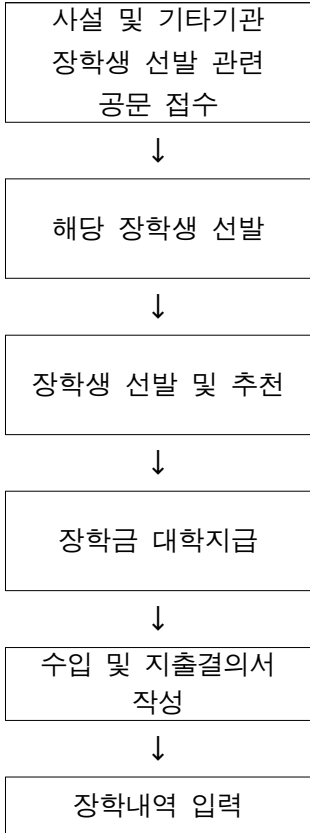 사설 및 기타기관
장학생 선발 관련
공문 접수
↓
해당 장학생 선발
↓
장학생 선발 및 추천
↓
장학금 대학지급
↓
수입 및 지출결의서
작성
↓
장학내역 입력